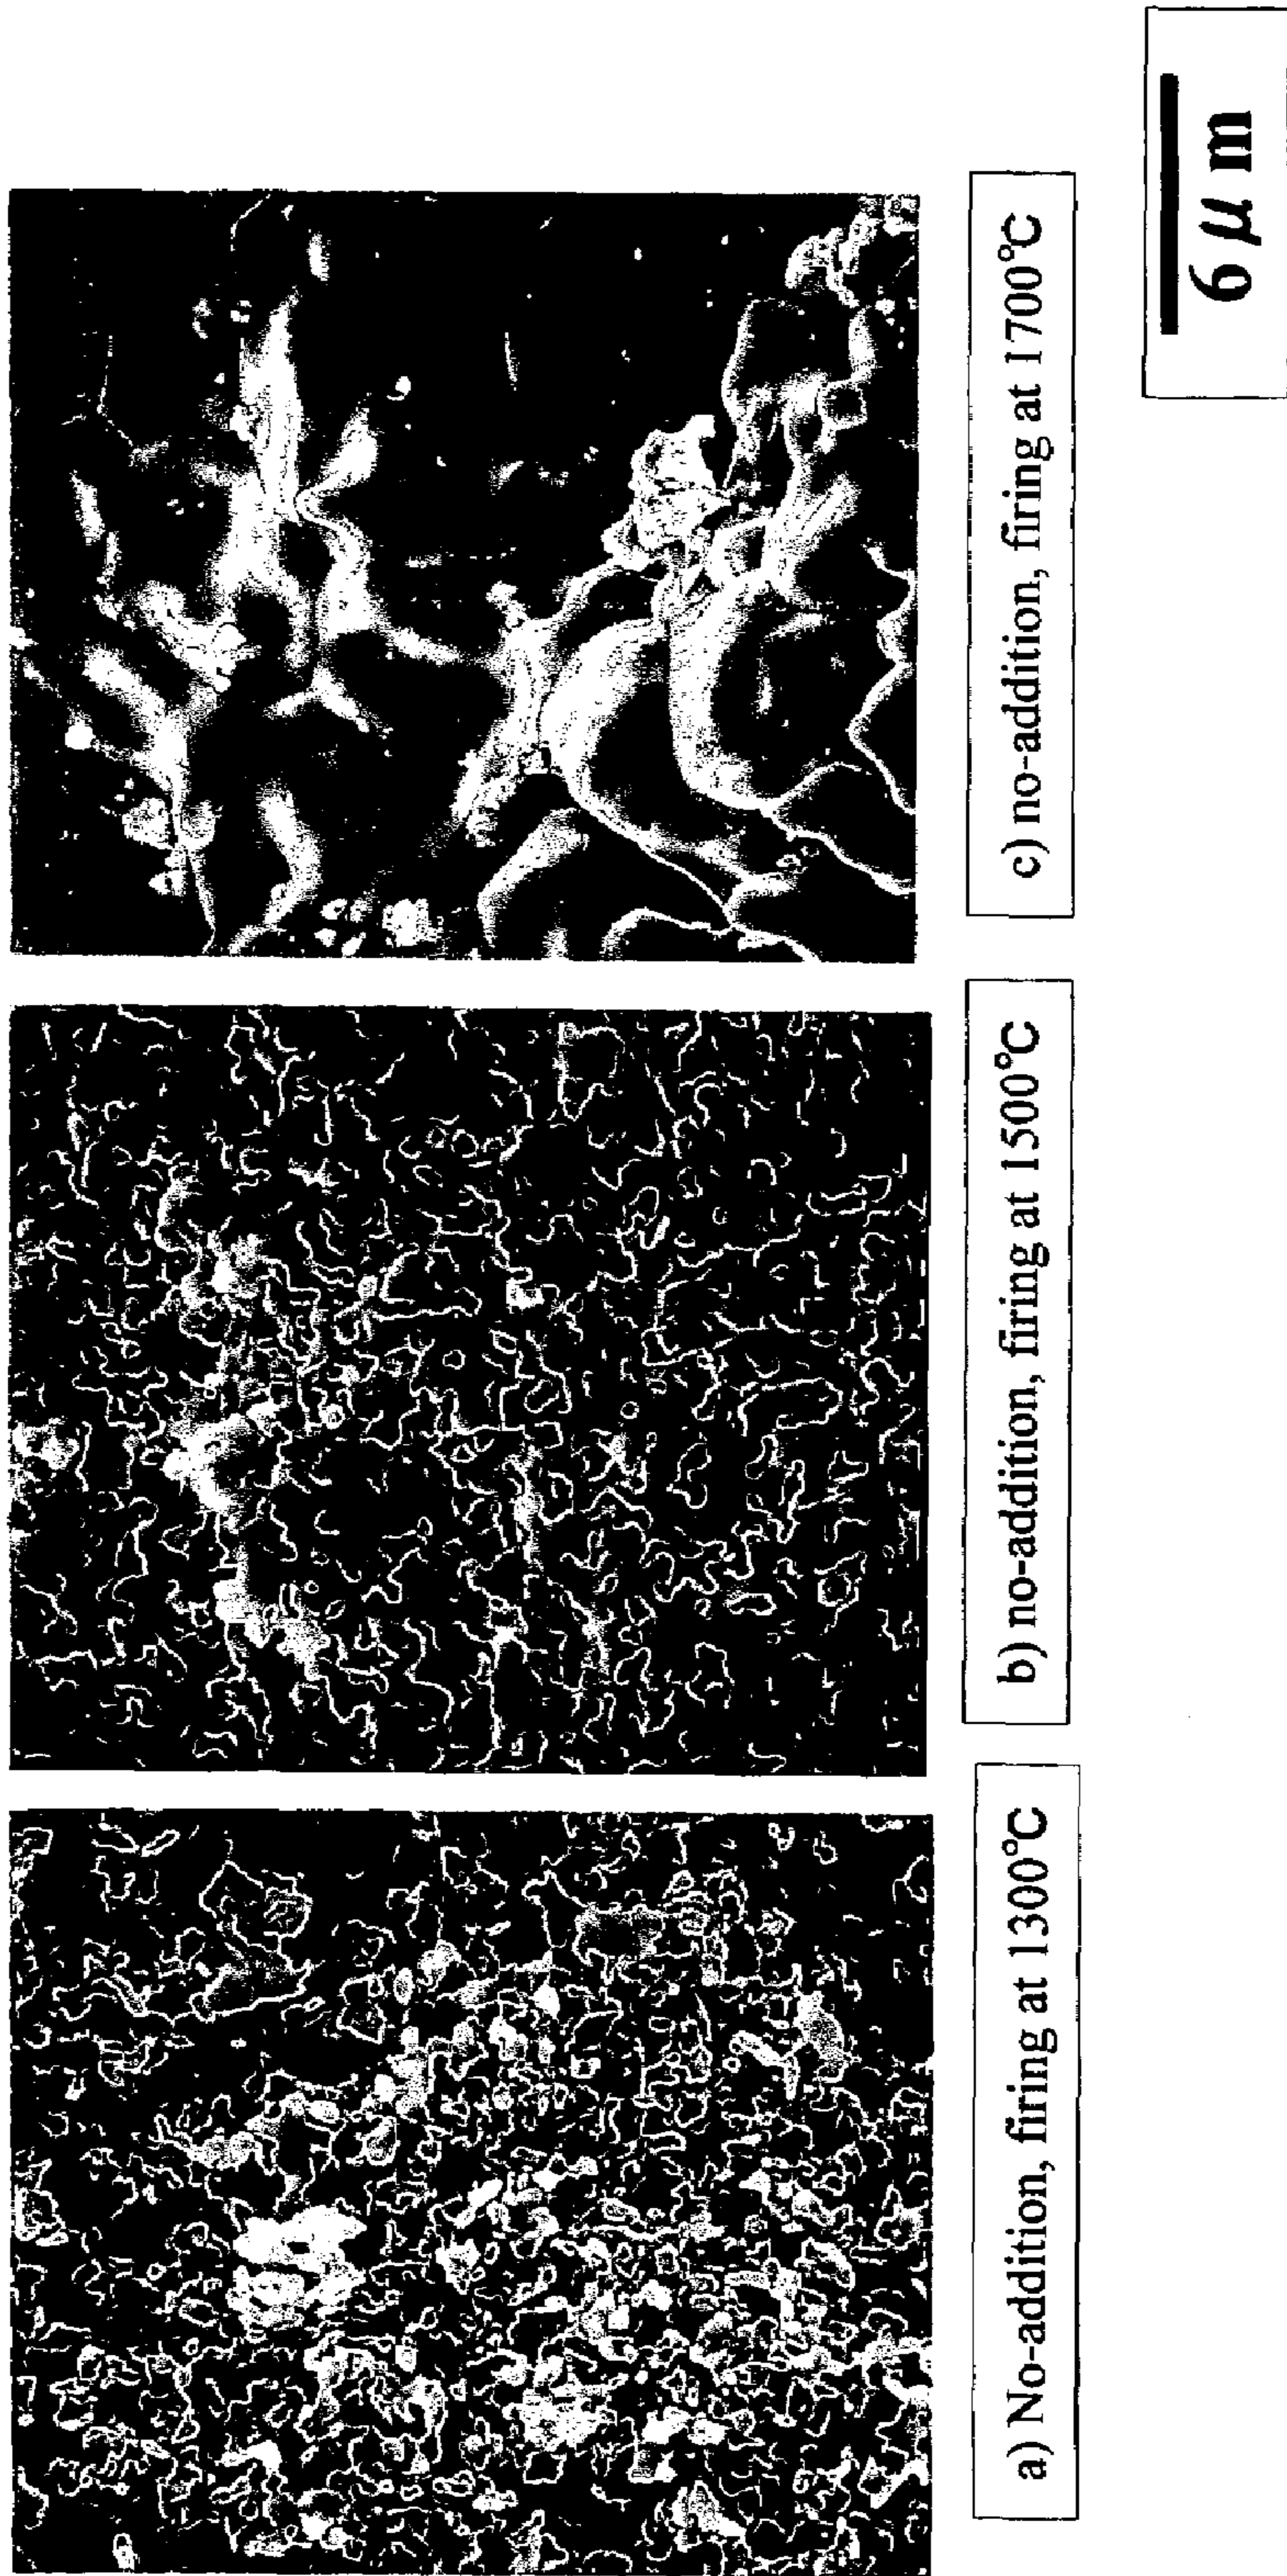 a) No-addition, firing at 1300℃
b) no-addition, firing at 1500℃
c) no-addition, firing at 1700℃
6 μ m